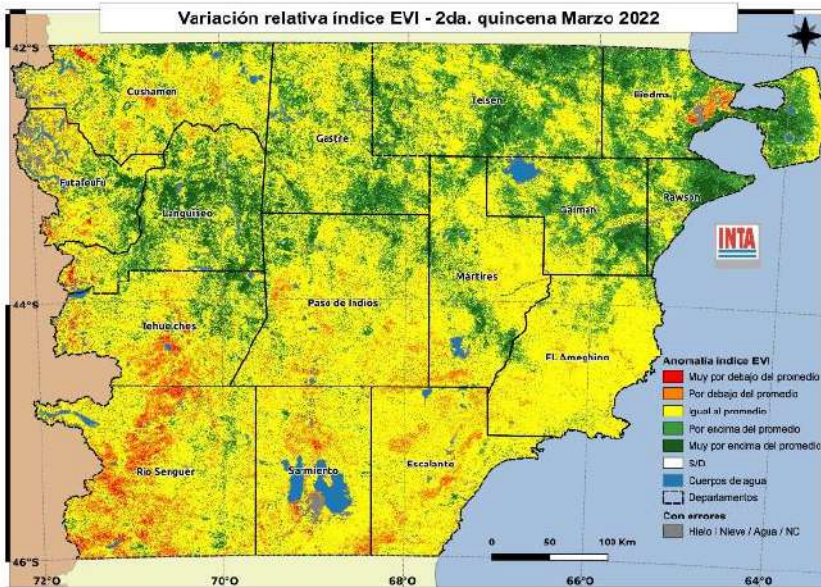 Variación relativa índice EVI - 2da. quincena Marzo 2022
42°S
Cushamen
Telsen
Biedma
Gastre
Futaleufú
Languiñeo
Gaiman
Rawson
INTA
Mártires
44°S
Paso de Indios
Tehuelches
F. Ameghino
Río Senguer
Sarmiento
Escalante
Anomalía índice EVI
Muy por debajo del promedio
Por debajo del promedio
Igual al promedio
Por encima del promedio
Muy por encima del promedio
S/D
Cuerpos de agua
Departamentos
Con errores
Hielo / Nieve / Agua / NC
0 50 100 Km
46°S
72°O 70°O 68°O 66°O 64°O